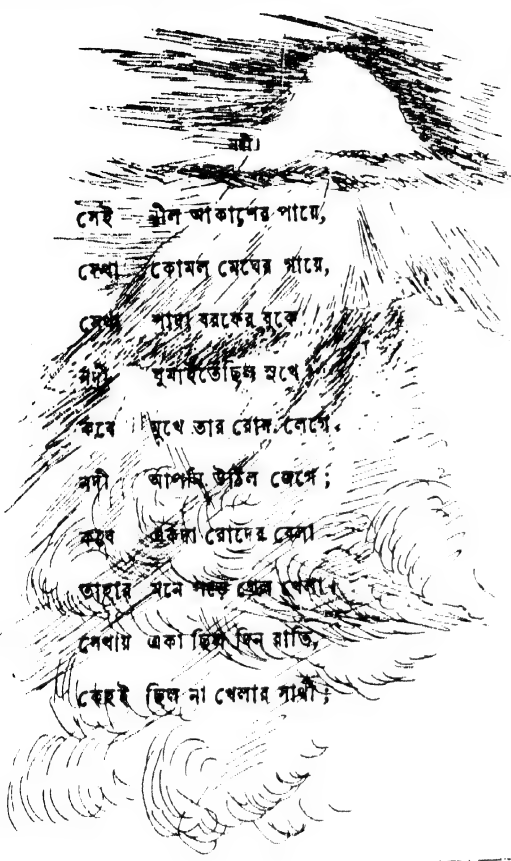 নদী।
সেই নীল আকাশের পায়ে,
সেথা কোমল মেঘের গায়ে,
সেথা সাদা বরফের বুকে
নদী ঘুমাইতেছিল সুখে।
কবে মুখে তার রোদ লেগে,
নদী আপনি উঠিল জেগে ;
কবে একদা রোদের বেলা
তাহার মনে পড়ে গেল খেলা।
সেথায় একা ছিল দিন রাতি,
কেহই ছিল না খেলার সাথী ;